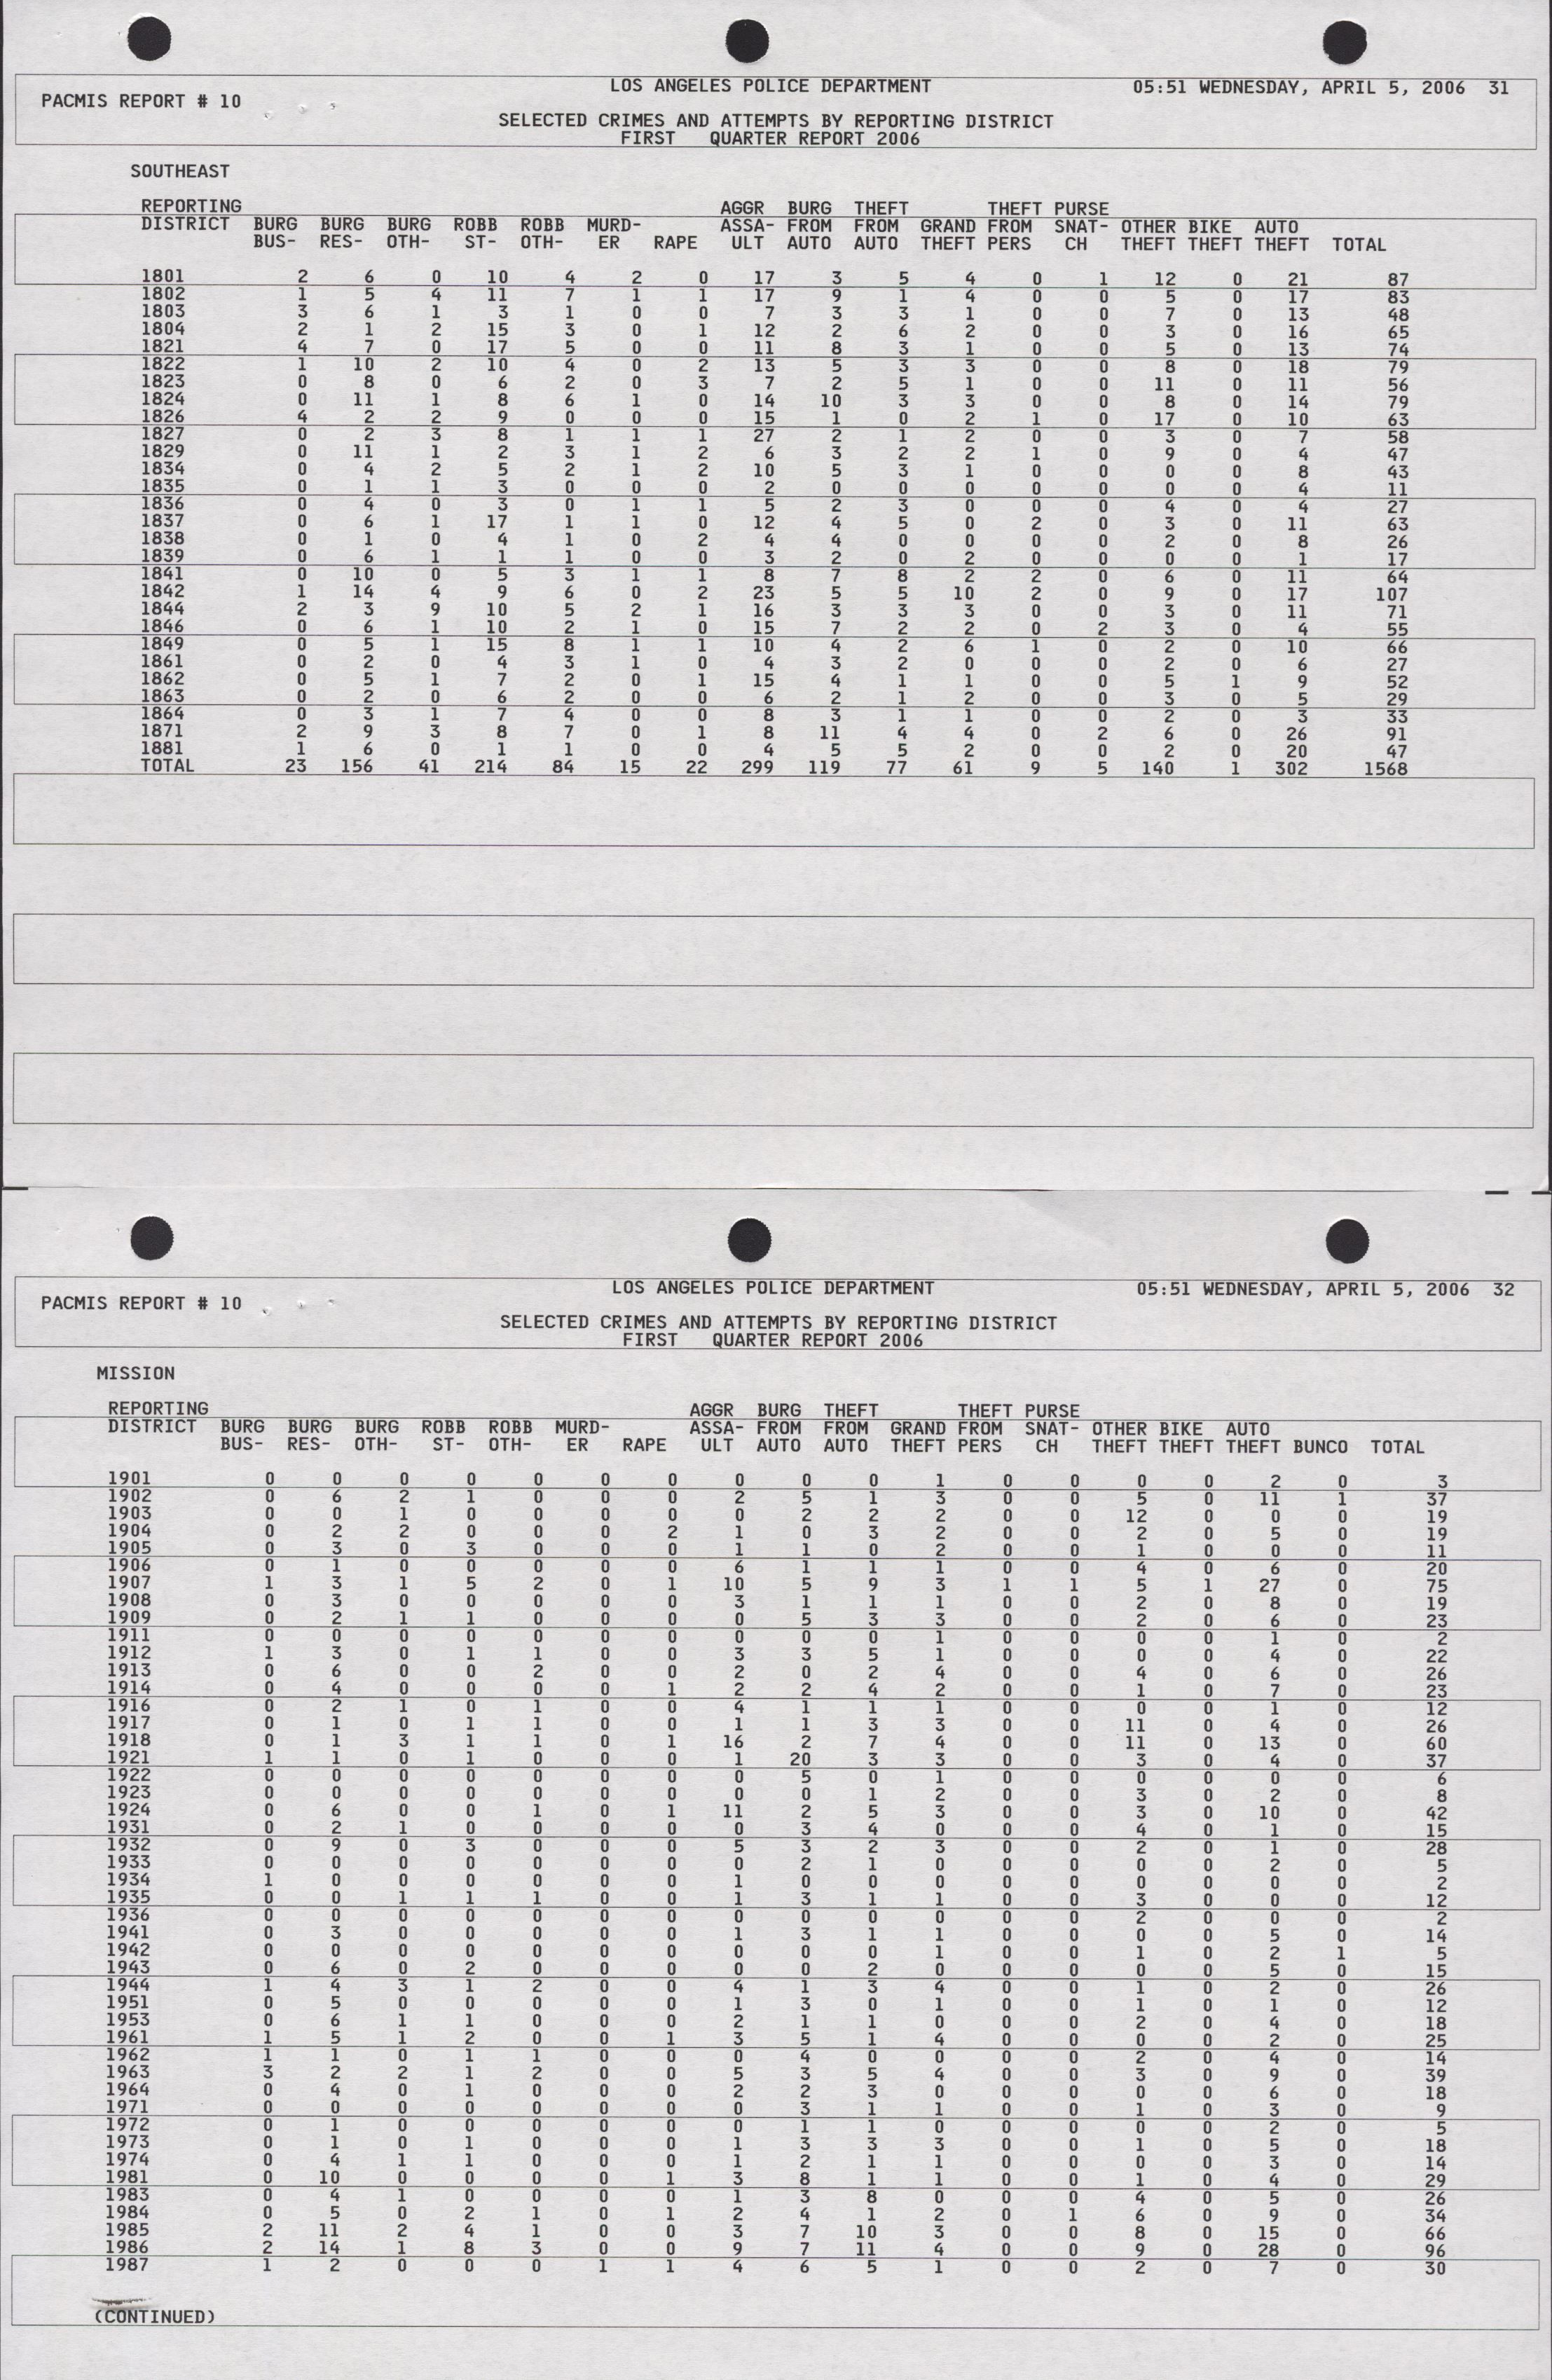 LOS ANGELES POLICE DEPARTMENT 05:51 WEDNESDAY, APRIL 5, 2006 31
PACMIS REPORT # 10
SELECTED CRIMES AND ATTEMPTS BY REPORTING DISTRICT
FIRST QUARTER REPORT 2006
SOUTHEAST
REPORTING AGGR BURG THEFT THEFT PURSE
DISTRICT BURG BURG BURG ROBB ROBB MURD- ASSA- FROM FROM GRAND FROM SNAT- OTHER BIKE AUTO
BUS- RES- OTH- ST- OTH- ER RAPE ULT AUTO AUTO THEFT PERS CH THEFT THEFT THEFT TOTAL
1801 2 6 0 10 4 2 0 17 3 5 4 0 1 12 0 21 87
1802 1 5 4 11 7 1 1 17 9 1 4 0 0 5 0 17 83
1803 3 6 1 3 1 0 0 7 3 3 1 0 0 7 0 13 48
1804 2 1 2 15 3 0 1 12 2 6 2 0 0 3 0 16 65
1821 4 7 0 17 5 0 0 11 8 3 1 0 0 5 0 13 74
1822 1 10 2 10 4 0 2 13 5 3 3 0 0 8 0 18 79
1823 0 8 0 6 2 0 3 7 2 5 1 0 0 11 0 11 56
1824 0 11 1 8 6 1 0 14 10 3 3 0 0 8 0 14 79
1826 4 2 2 9 0 0 0 15 1 0 2 1 0 17 0 10 63
1827 0 2 3 8 1 1 1 27 2 1 2 0 0 3 0 7 58
1829 0 11 1 2 3 1 2 6 3 2 2 1 0 9 0 4 47
1834 0 4 2 5 2 1 2 10 5 3 1 0 0 0 0 8 43
1835 0 1 1 3 0 0 0 2 0 0 0 0 0 0 0 4 11
1836 0 4 0 3 0 1 1 5 2 3 0 0 0 4 0 4 27
1837 0 6 1 17 1 1 0 12 4 5 0 2 0 3 0 11 63
1838 0 1 0 4 1 0 2 4 4 0 0 0 0 2 0 8 26
1839 0 6 1 1 1 0 0 3 2 0 2 0 0 0 0 1 17
1841 0 10 0 5 3 1 1 8 7 8 2 2 0 6 0 11 64
1842 1 14 4 9 6 0 2 23 5 5 10 2 0 9 0 17 107
1844 2 3 9 10 5 2 1 16 3 3 3 0 0 3 0 11 71
1846 0 6 1 10 2 1 0 15 7 2 2 0 2 3 0 4 55
1849 0 5 1 15 8 1 1 10 4 2 6 1 0 2 0 10 66
1861 0 2 0 4 3 1 0 4 3 2 0 0 0 2 0 6 27
1862 0 5 1 7 2 0 1 15 4 1 1 0 0 5 1 9 52
1863 0 2 0 6 2 0 0 6 2 1 2 0 0 3 0 5 29
1864 0 3 1 7 4 0 0 8 3 1 1 0 0 2 0 3 33
1871 2 9 3 8 7 0 1 8 11 4 4 0 2 6 0 26 91
1881 1 6 0 1 1 0 0 4 5 5 2 0 0 2 0 20 47
TOTAL 23 156 41 214 84 15 22 299 119 77 61 9 5 140 1 302 1568
LOS ANGELES POLICE DEPARTMENT 05:51 WEDNESDAY, APRIL 5, 2006 32
PACMIS REPORT # 10
SELECTED CRIMES AND ATTEMPTS BY REPORTING DISTRICT
FIRST QUARTER REPORT 2006
MISSION
REPORTING AGGR BURG THEFT THEFT PURSE
DISTRICT BURG BURG BURG ROBB ROBB MURD- ASSA- FROM FROM GRAND FROM SNAT- OTHER BIKE AUTO
BUS- RES- OTH- ST- OTH- ER RAPE ULT AUTO AUTO THEFT PERS CH THEFT THEFT THEFT BUNCO TOTAL
1901 0 0 0 0 0 0 0 0 0 0 1 0 0 0 0 2 0 3
1902 0 6 2 1 0 0 0 2 5 1 3 0 0 5 0 11 1 37
1903 0 0 1 0 0 0 0 0 2 2 2 0 0 12 0 0 0 19
1904 0 2 2 0 0 0 2 1 0 3 2 0 0 2 0 5 0 19
1905 0 3 0 3 0 0 0 1 1 0 2 0 0 1 0 0 0 11
1906 0 1 0 0 0 0 0 6 1 1 1 0 0 4 0 6 0 20
1907 1 3 1 5 2 0 1 10 5 9 3 1 1 5 1 27 0 75
1908 0 3 0 0 0 0 0 3 1 1 1 0 0 2 0 8 0 19
1909 0 2 1 1 0 0 0 0 5 3 3 0 0 2 0 6 0 23
1911 0 0 0 0 0 0 0 0 0 0 1 0 0 0 0 1 0 2
1912 1 3 0 1 1 0 0 3 3 5 1 0 0 0 0 4 0 22
1913 0 6 0 0 2 0 0 2 0 2 4 0 0 4 0 6 0 26
1914 0 4 0 0 0 0 1 2 2 4 2 0 0 1 0 7 0 23
1916 0 2 1 0 1 0 0 4 1 1 1 0 0 0 0 1 0 12
1917 0 1 0 1 1 0 0 1 1 3 3 0 0 11 0 4 0 26
1918 0 1 3 1 1 0 1 16 2 7 4 0 0 11 0 13 0 60
1921 1 1 0 1 0 0 0 1 20 3 3 0 0 3 0 4 0 37
1922 0 0 0 0 0 0 0 0 5 0 1 0 0 0 0 0 0 6
1923 0 0 0 0 0 0 0 0 0 1 2 0 0 3 0 2 0 8
1924 0 6 0 0 1 0 1 11 2 5 3 0 0 3 0 10 0 42
1931 0 2 1 0 0 0 0 0 3 4 0 0 0 4 0 1 0 15
1932 0 9 0 3 0 0 0 5 3 2 3 0 0 2 0 1 0 28
1933 0 0 0 0 0 0 0 0 2 1 0 0 0 0 0 2 0 5
1934 1 0 0 0 0 0 0 1 0 0 0 0 0 0 0 0 0 2
1935 0 0 1 1 1 0 0 1 3 1 1 0 0 3 0 0 0 12
1936 0 0 0 0 0 0 0 0 0 0 0 0 0 2 0 0 0 2
1941 0 3 0 0 0 0 0 1 3 1 1 0 0 0 0 5 0 14
1942 0 0 0 0 0 0 0 0 0 0 1 0 0 1 0 2 1 5
1943 0 6 0 2 0 0 0 0 0 2 0 0 0 0 0 5 0 15
1944 1 4 3 1 2 0 0 4 1 3 4 0 0 1 0 2 0 26
1951 0 5 0 0 0 0 0 1 3 0 1 0 0 1 0 1 0 12
1953 0 6 1 1 0 0 0 2 1 1 0 0 0 2 0 4 0 18
1961 1 5 1 2 0 0 1 3 5 1 4 0 0 0 0 2 0 25
1962 1 1 0 1 1 0 0 0 4 0 0 0 0 2 0 4 0 14
1963 3 2 2 1 2 0 0 5 3 5 4 0 0 3 0 9 0 39
1964 0 4 0 1 0 0 0 2 2 3 0 0 0 0 0 6 0 18
1971 0 0 0 0 0 0 0 0 3 1 1 0 0 1 0 3 0 9
1972 0 1 0 0 0 0 0 0 1 1 0 0 0 0 0 2 0 5
1973 0 1 0 1 0 0 0 1 3 3 3 0 0 1 0 5 0 18
1974 0 4 1 1 0 0 0 1 2 1 1 0 0 0 0 3 0 14
1981 0 10 0 0 0 0 1 3 8 1 1 0 0 1 0 4 0 29
1983 0 4 1 0 0 0 0 1 3 8 0 0 0 4 0 5 0 26
1984 0 5 0 2 1 0 1 2 4 1 2 0 1 6 0 9 0 34
1985 2 11 2 4 1 0 0 3 7 10 3 0 0 8 0 15 0 66
1986 2 14 1 8 3 0 0 9 7 11 4 0 0 9 0 28 0 96
1987 1 2 0 0 0 1 1 4 6 5 1 0 0 2 0 7 0 30
(CONTINUED)